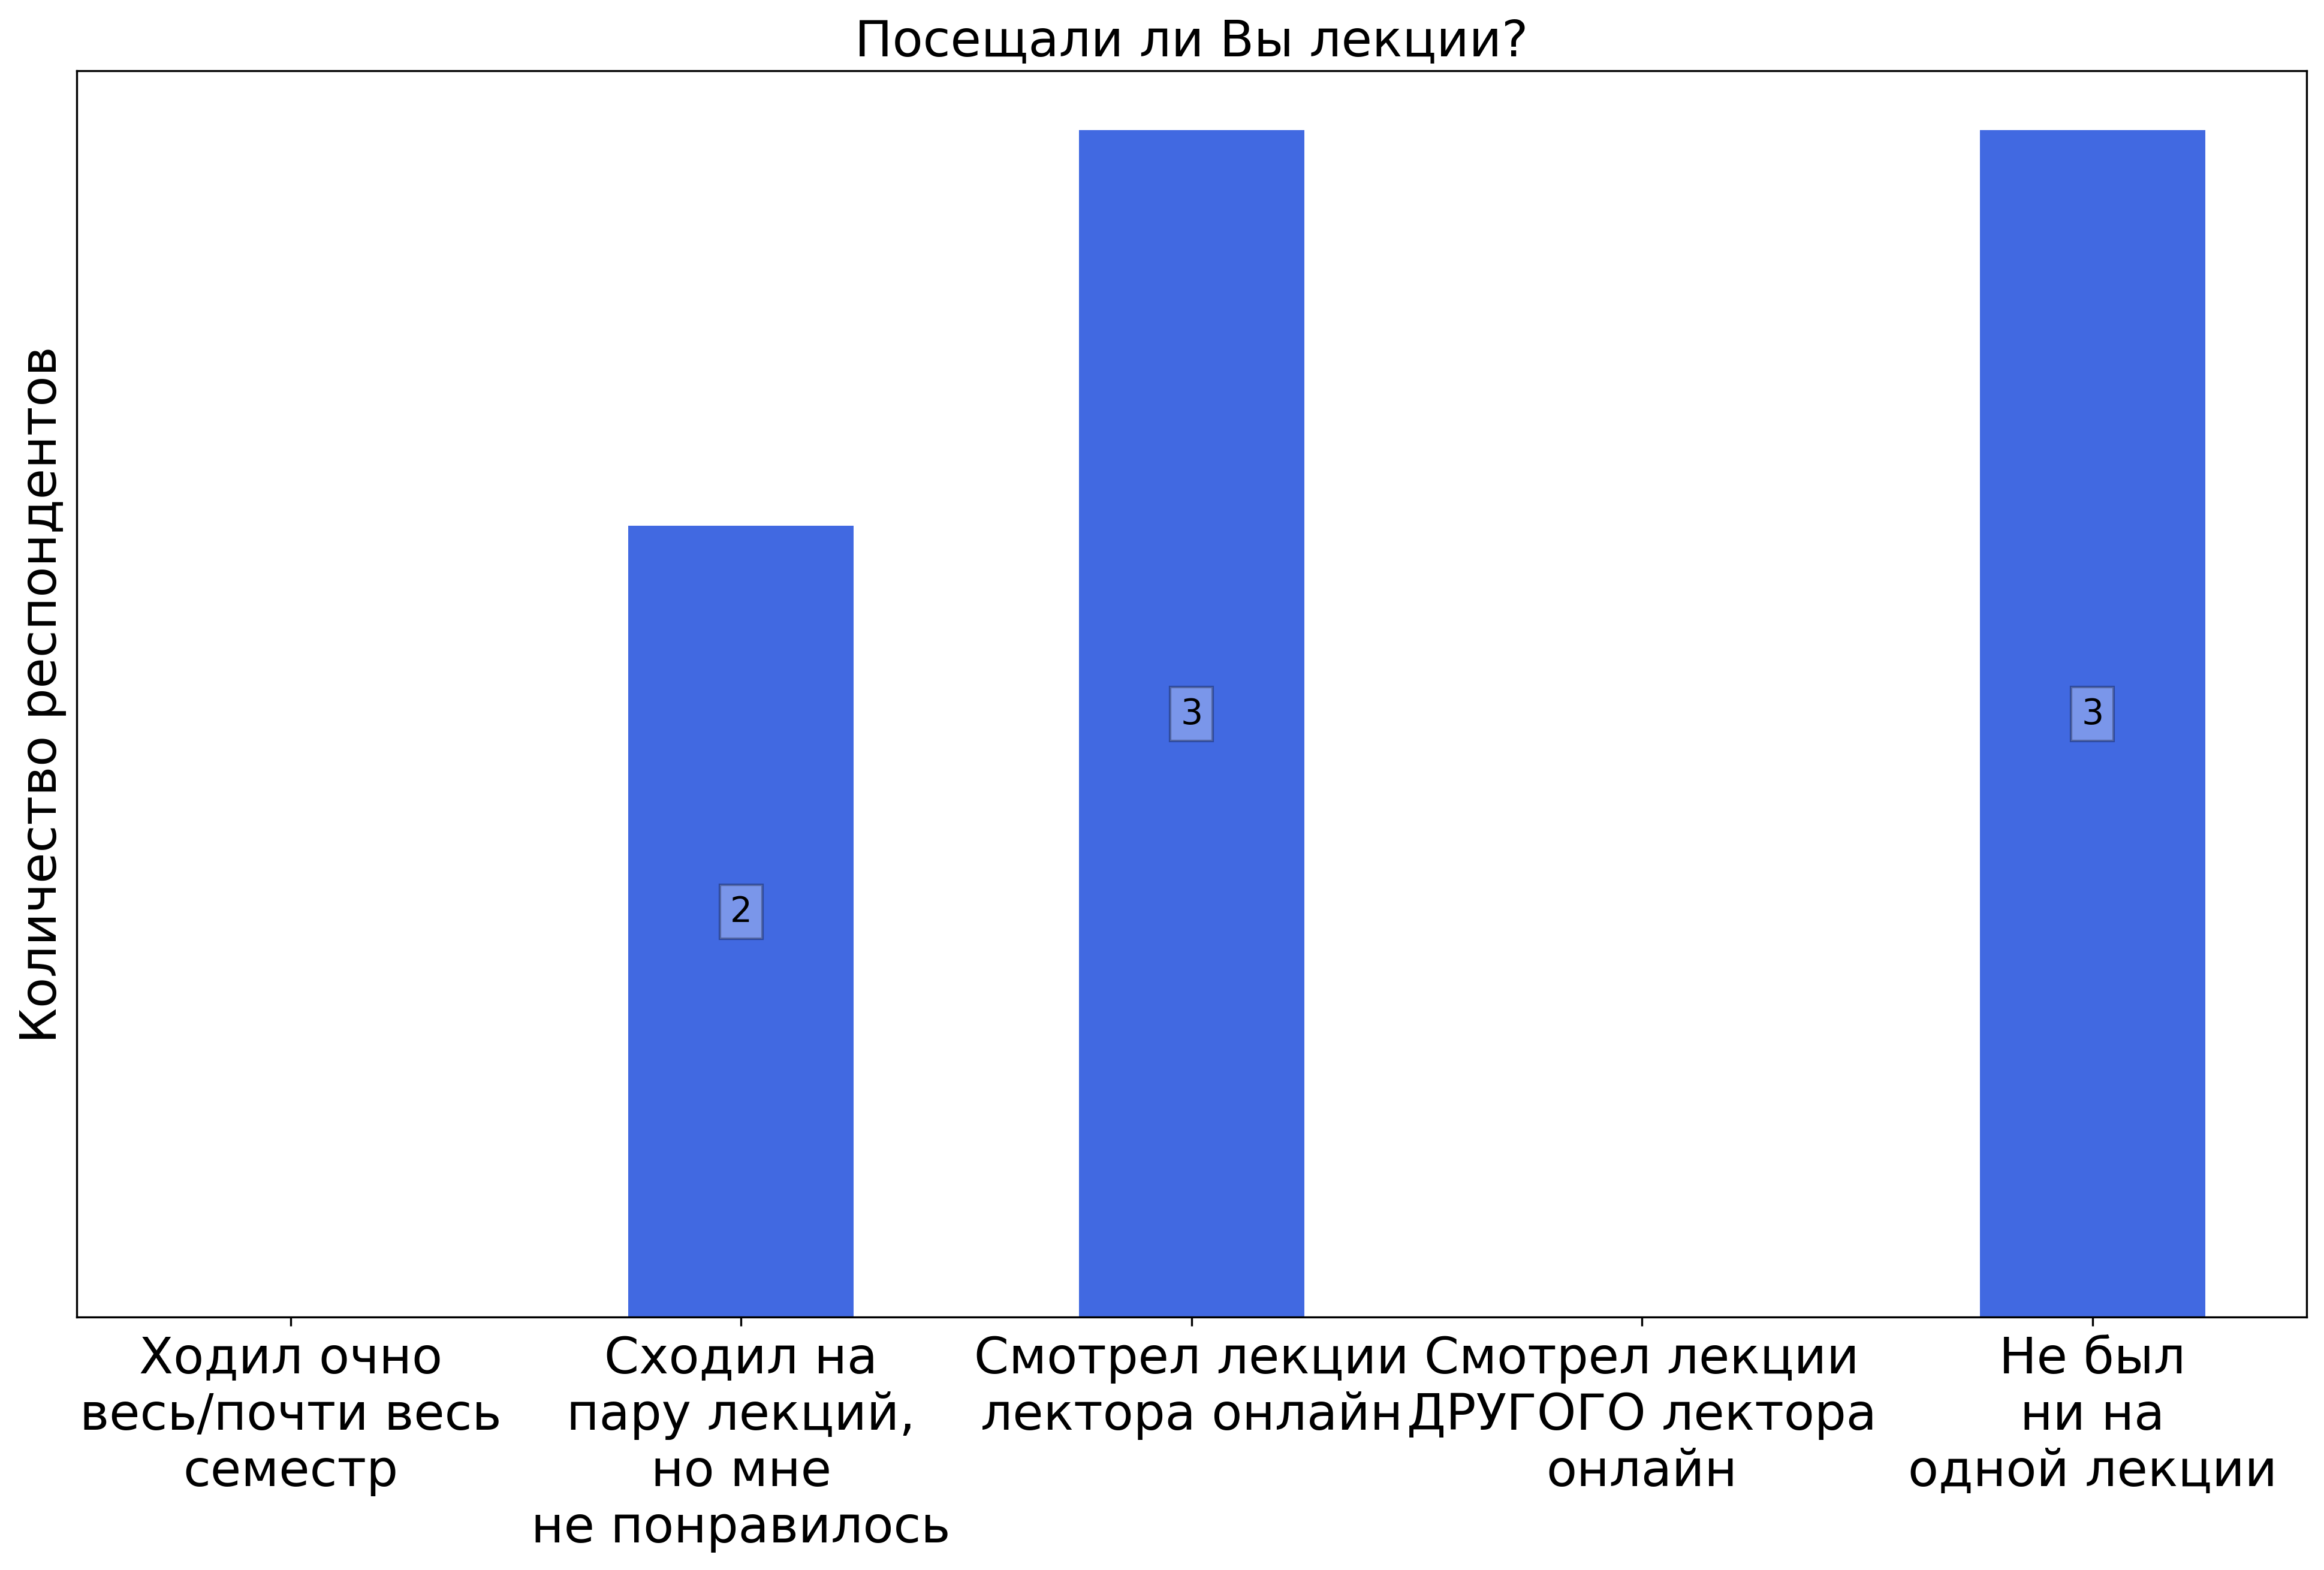 Посещали ли Вы лекции?
Количество респондентов
2
3
3
Ходил очно
весь/почти весь
семестр
Сходил на
пару лекций,
но мне
не понравилось
Смотрел лекции
лектора онлайн
Смотрел лекции
ДРУГОГО лектора
онлайн
Не был
ни на
одной лекции